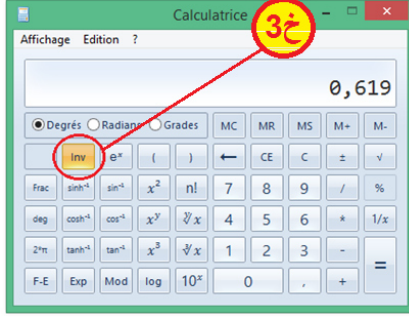 Calculatrice
خ3
Affichage Edition ?
0,619
Degrés Radians Grades MC MR MS M+ M-
Inv eˣ ( ) ← CE C ± √
Frac sinh⁻¹ sin⁻¹ x² n! 7 8 9 / %
deg cosh⁻¹ cos⁻¹ xʸ ʸ√x 4 5 6 * 1/x
2*π tanh⁻¹ tan⁻¹ x³ ³√x 1 2 3 - =
F-E Exp Mod log 10ˣ 0 , +